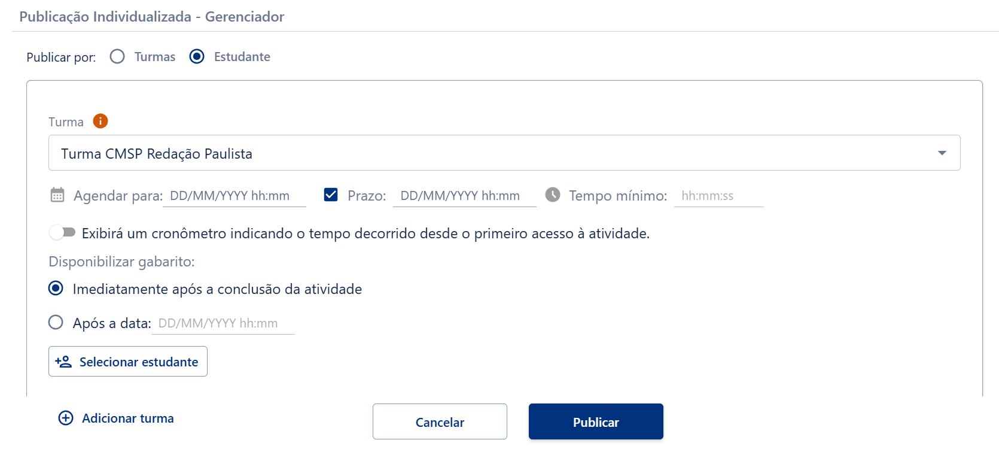 Publicação Individualizada - Gerenciador
Publicar por: Turmas Estudante
Turma
Turma CMSP Redação Paulista
Agendar para: DD/MM/YYYY hh:mm Prazo: DD/MM/YYYY hh:mm Tempo mínimo: hh:mm:ss
Exibirá um cronômetro indicando o tempo decorrido desde o primeiro acesso à atividade.
Disponibilizar gabarito:
Imediatamente após a conclusão da atividade
Após a data: DD/MM/YYYY hh:mm
Selecionar estudante
Adicionar turma Cancelar Publicar